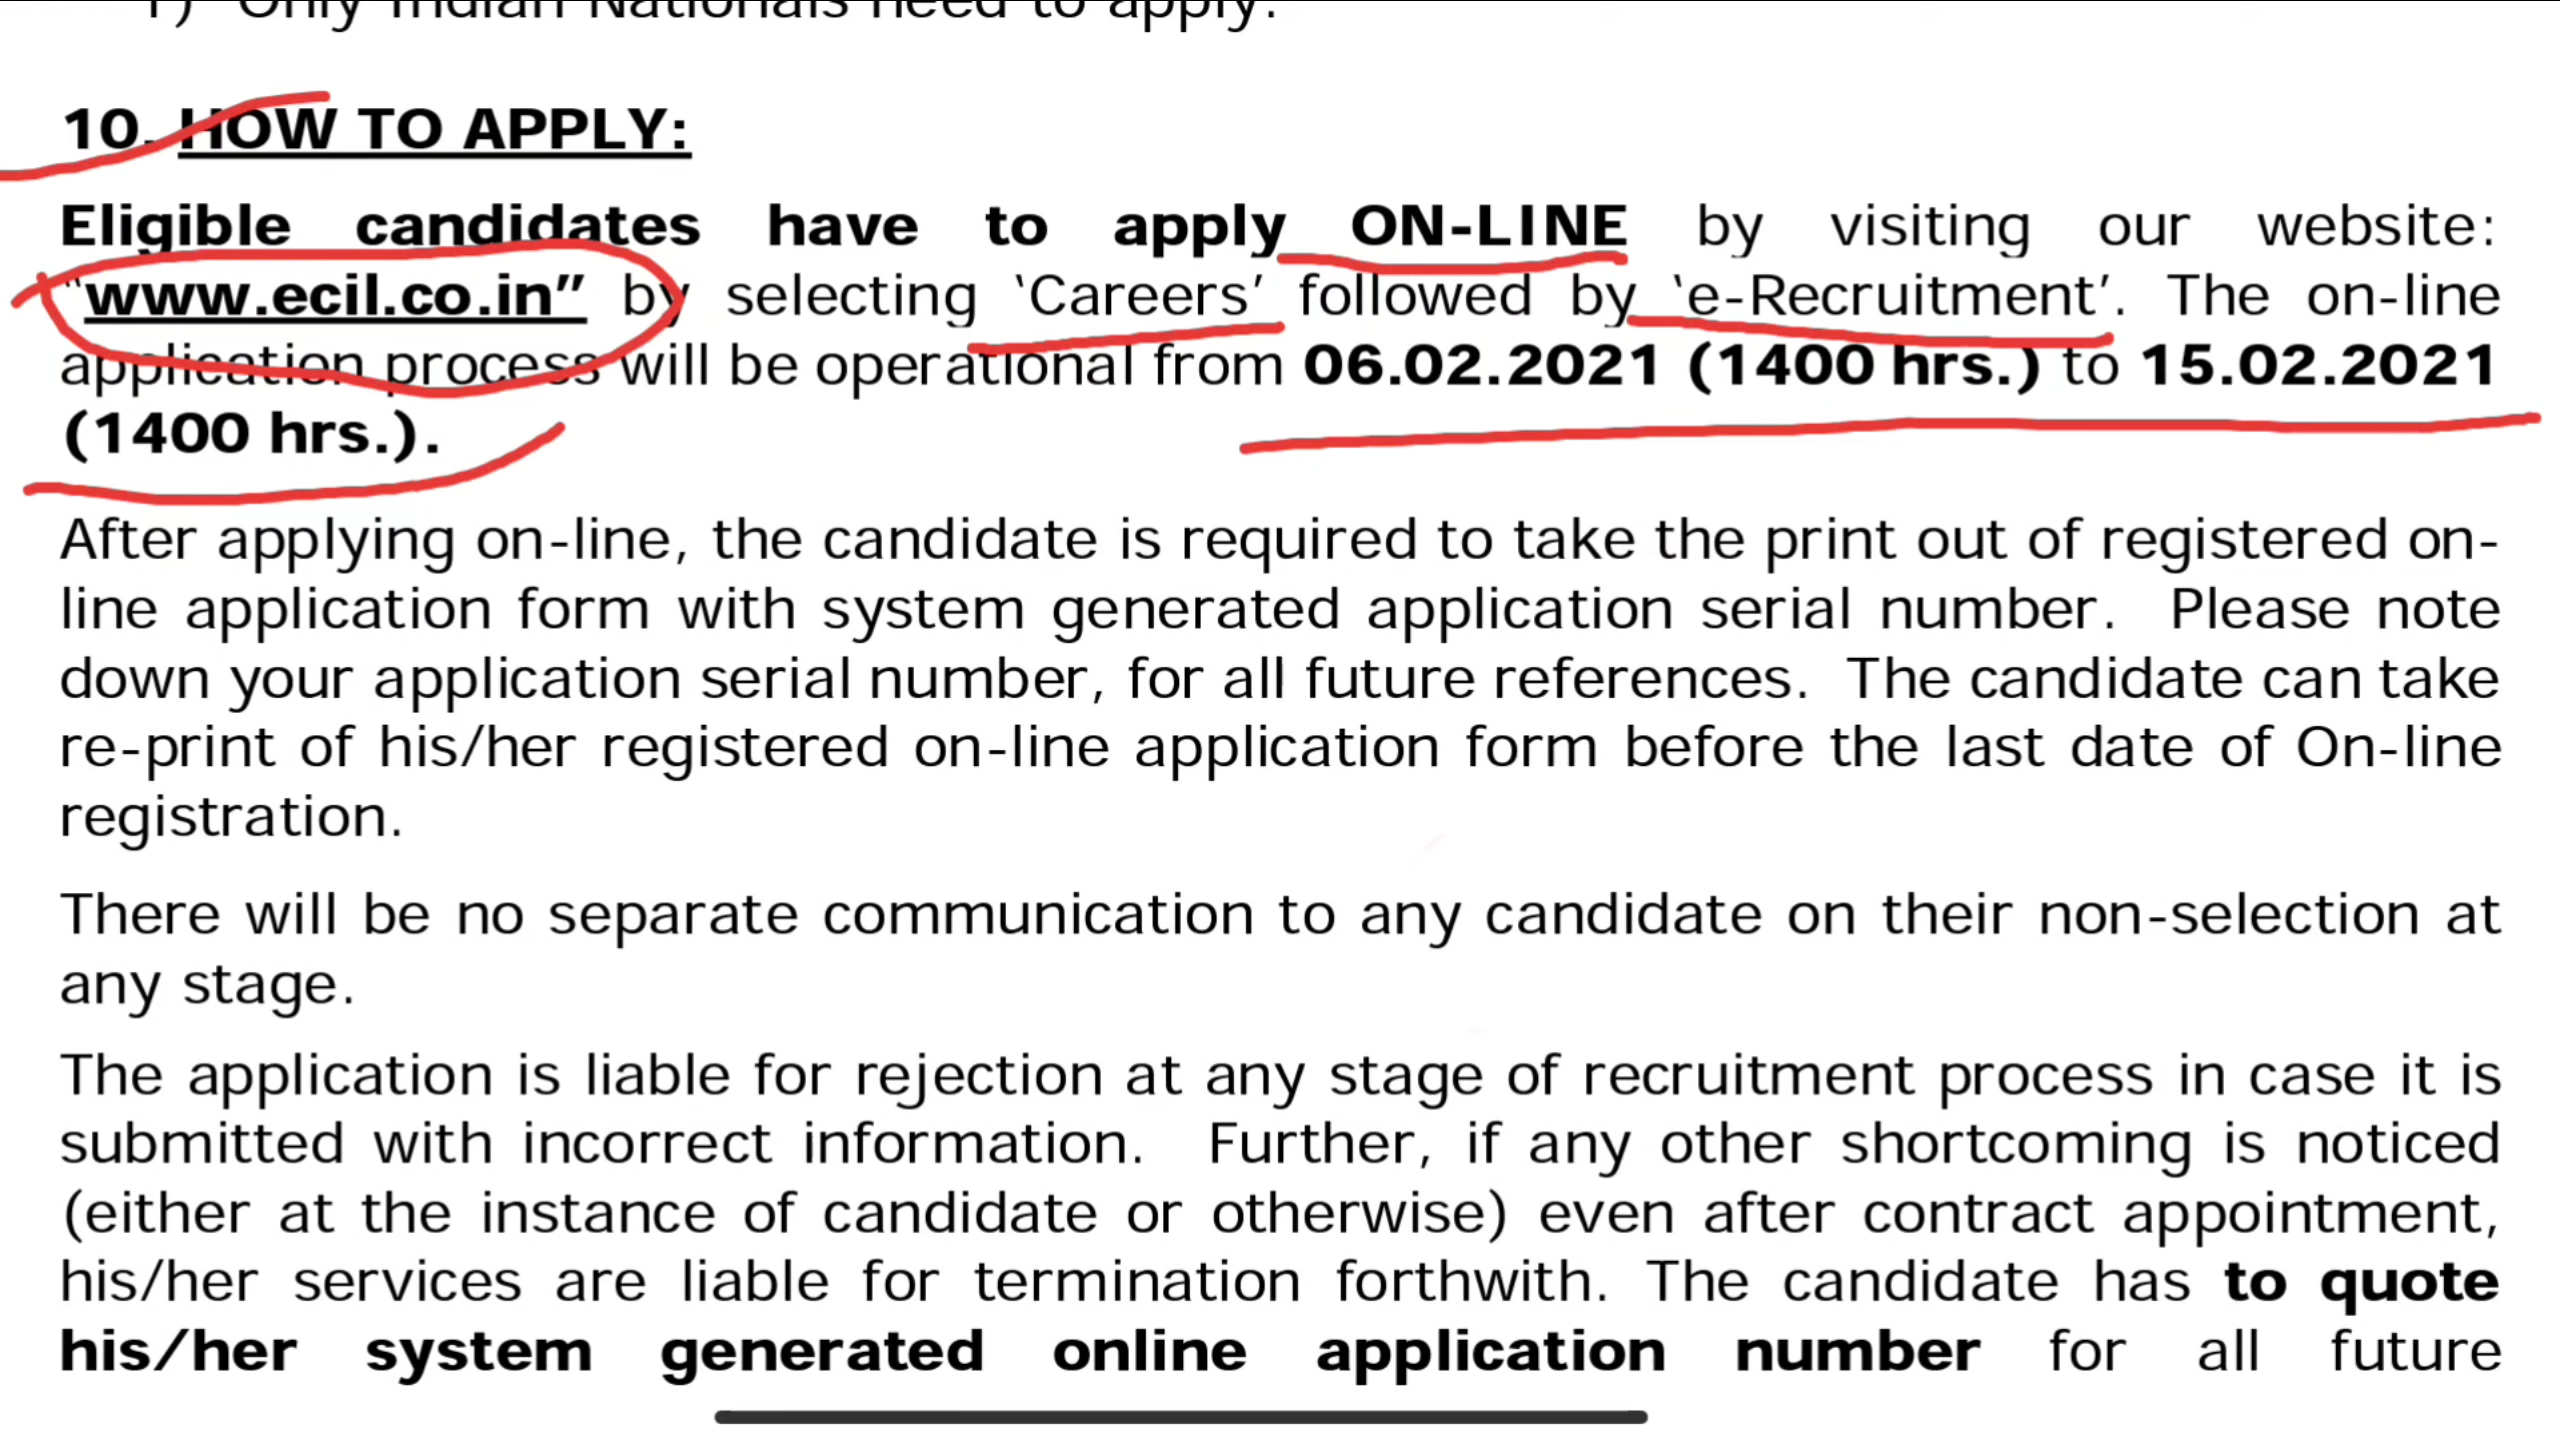 Only Indian Nationals need to apply.
10. HOW TO APPLY:
Eligible candidates have to apply ON-LINE by visiting our website:
"www.ecil.co.in" by selecting ‘Careers’ followed by ‘e-Recruitment’. The on-line
application process will be operational from 06.02.2021 (1400 hrs.) to 15.02.2021
(1400 hrs.).
After applying on-line, the candidate is required to take the print out of registered on-
line application form with system generated application serial number. Please note
down your application serial number, for all future references. The candidate can take
re-print of his/her registered on-line application form before the last date of On-line
registration.
There will be no separate communication to any candidate on their non-selection at
any stage.
The application is liable for rejection at any stage of recruitment process in case it is
submitted with incorrect information. Further, if any other shortcoming is noticed
(either at the instance of candidate or otherwise) even after contract appointment,
his/her services are liable for termination forthwith. The candidate has to quote
his/her system generated online application number for all future